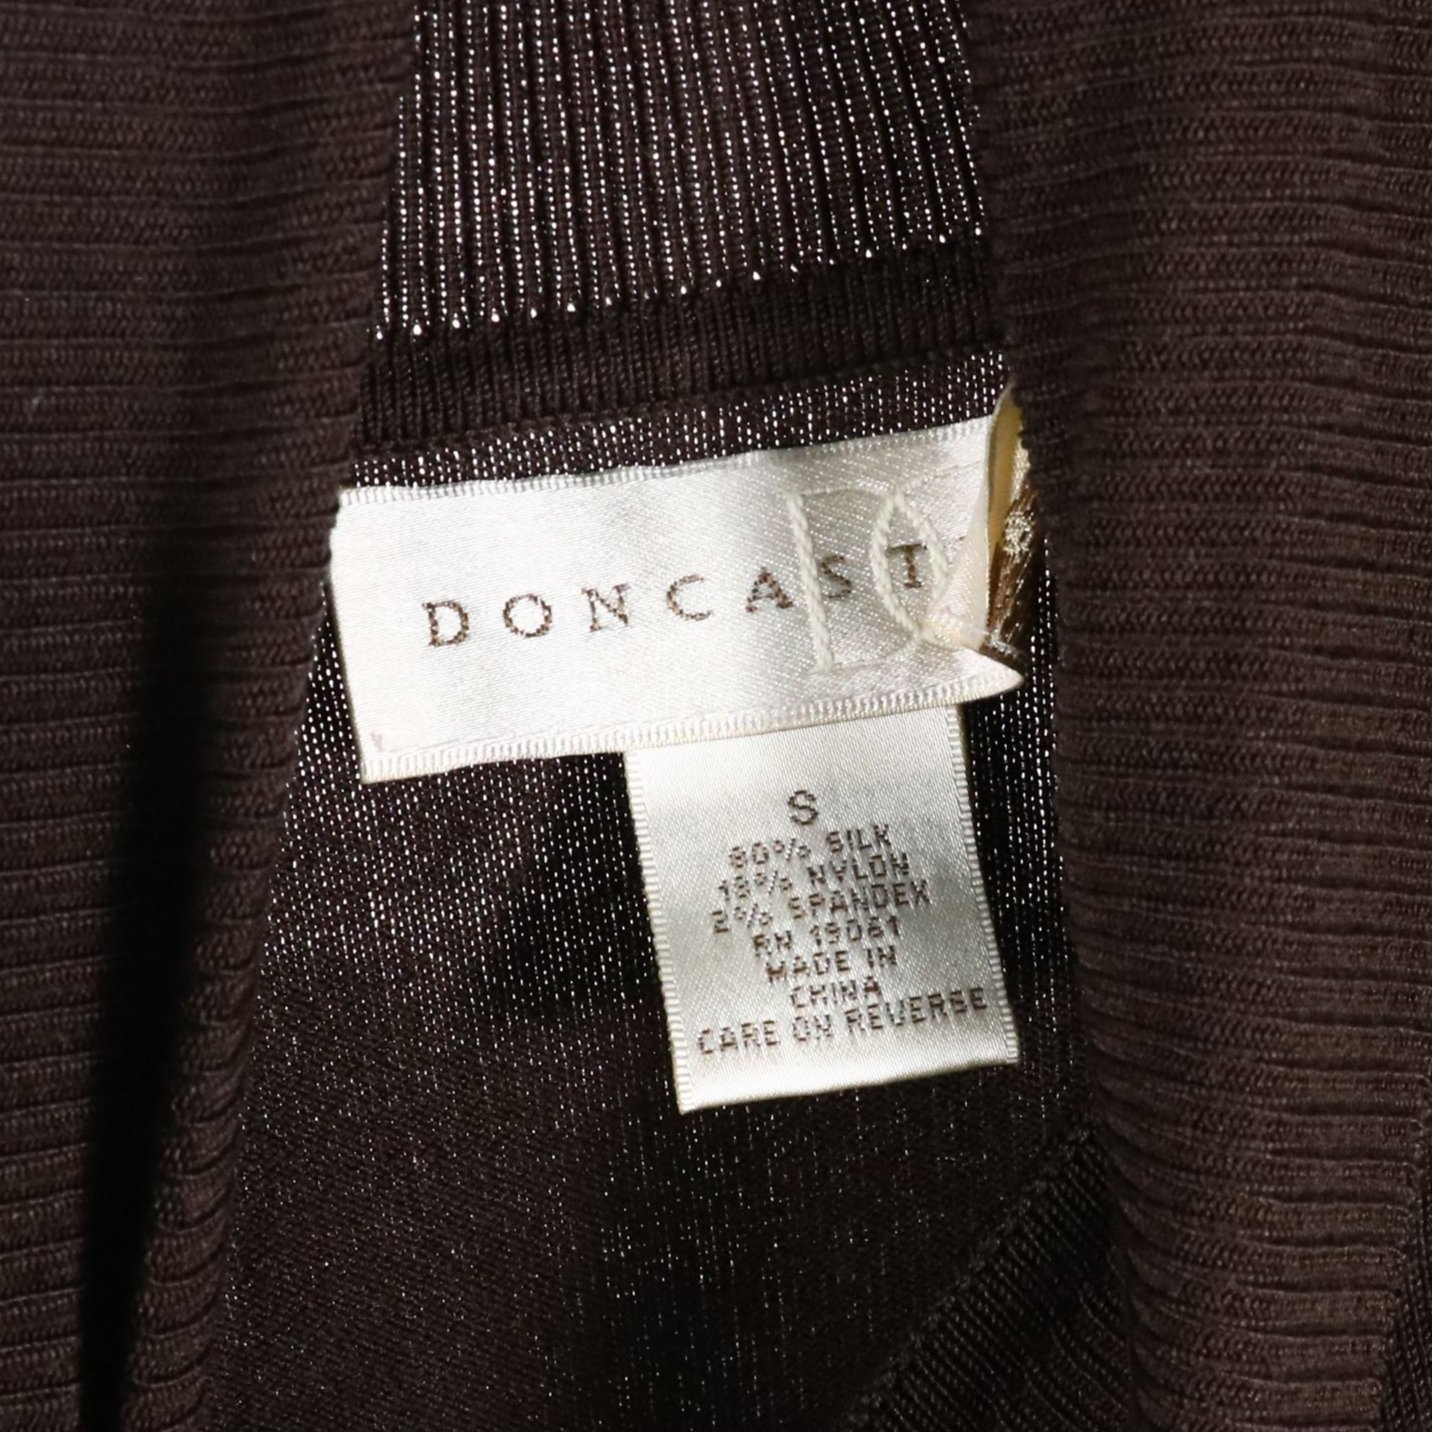 DONCAST
S
80% SILK
18% NYLON
2% SPANDEX
RN 19061
MADE IN
CHINA
CARE ON REVERSE